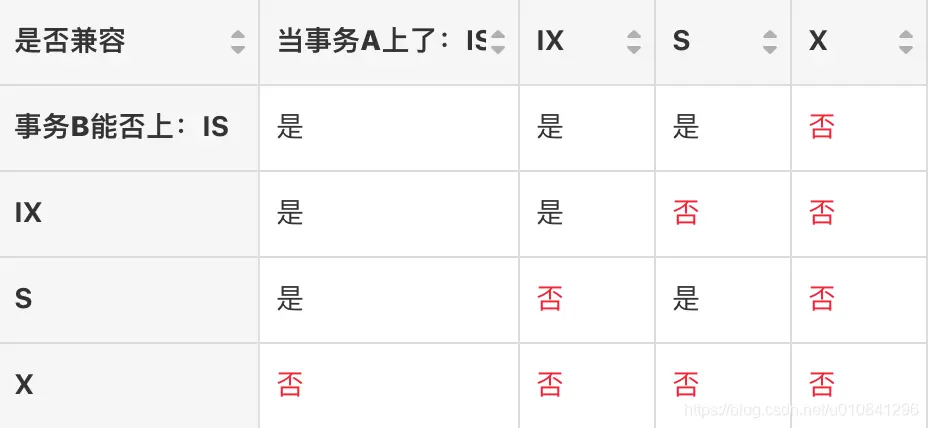 是否兼容 当事务A上了：IS IX S X
事务B能否上：IS 是 是 是 否
IX 是 是 否 否
S 是 否 是 否
X 否 否 否 否
https://blog.csdn.net/u010841296